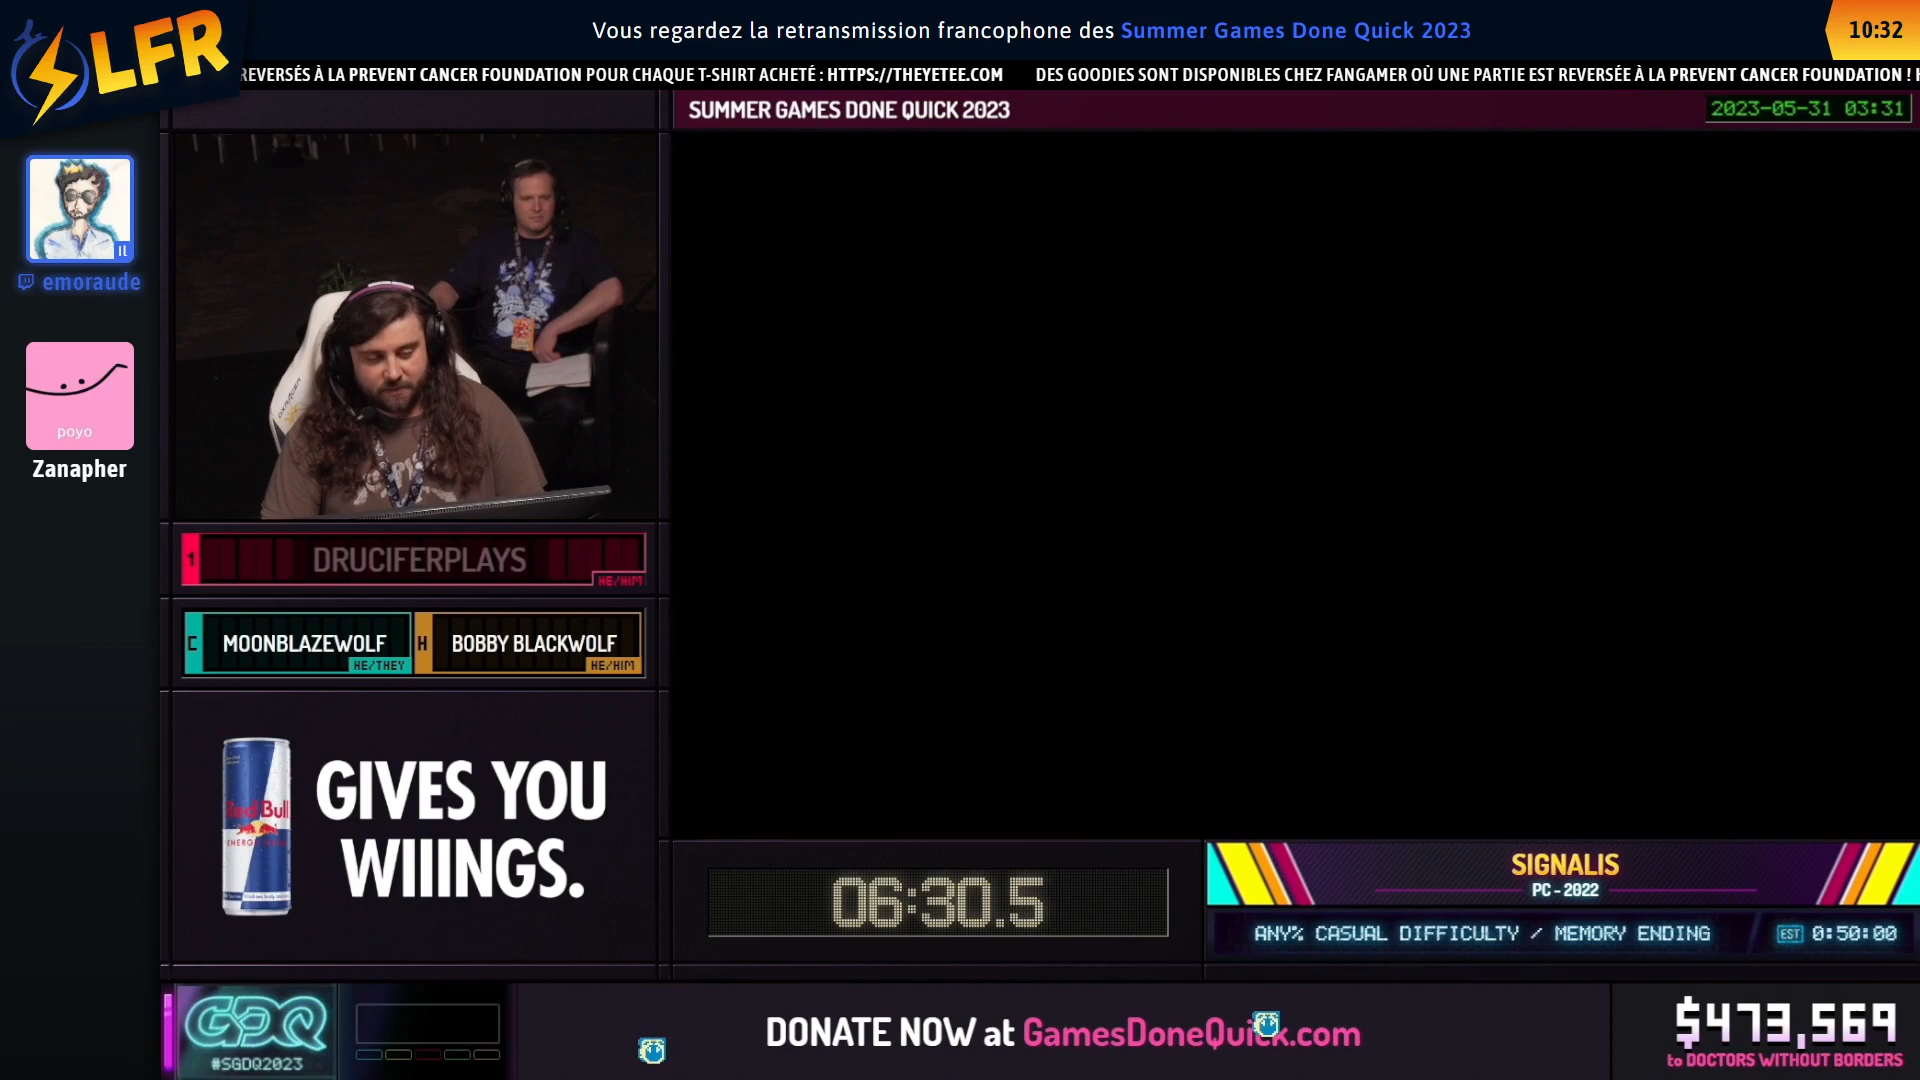 LFR
Vous regardez la retransmission francophone des Summer Games Done Quick 2023
10:32
REVERSÉS À LA PREVENT CANCER FOUNDATION POUR CHAQUE T-SHIRT ACHETÉ : HTTPS://THEYETEE.COM DES GOODIES SONT DISPONIBLES CHEZ FANGAMER OÙ UNE PARTIE EST REVERSÉE À LA PREVENT CANCER FOUNDATION !
SUMMER GAMES DONE QUICK 2023
2023-05-31 03:31
Il
emoraude
poyo
Zanapher
1 DRUCIFERPLAYS
HE/HIM
C MOONBLAZEWOLF
HE/THEY
H BOBBY BLACKWOLF
HE/HIM
Red Bull
GIVES YOU
WIIINGS.
06:30.5
SIGNALIS
PC - 2022
ANY% CASUAL DIFFICULTY / MEMORY ENDING
EST 0:50:00
GDQ
#SGDQ2023
DONATE NOW at GamesDoneQuick.com
$473,569
to DOCTORS WITHOUT BORDERS